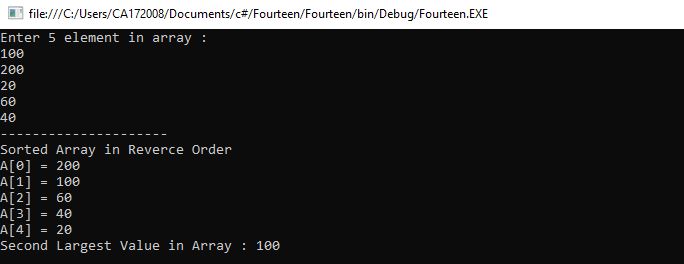 file:///C:/Users/CA172008/Documents/c#/Fourteen/Fourteen/bin/Debug/Fourteen.EXE
Enter 5 element in array :
100
200
20
60
40
---------------------
Sorted Array in Reverce Order
A[0] = 200
A[1] = 100
A[2] = 60
A[3] = 40
A[4] = 20
Second Largest Value in Array : 100